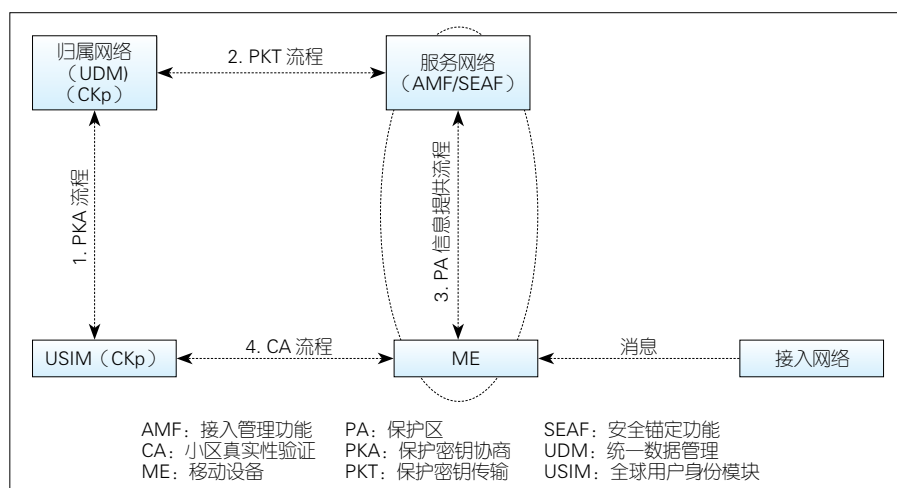 归属网络
（UDM)
（CKp）
2. PKT 流程
服务网络
（AMF/SEAF）
1. PKA 流程
3. PA 信息提供流程
USIM（CKp）
4. CA 流程
ME
消息
接入网络
AMF：接入管理功能
PA：保护区
SEAF：安全锚定功能
CA：小区真实性验证
PKA：保护密钥协商
UDM：统一数据管理
ME：移动设备
PKT：保护密钥传输
USIM：全球用户身份模块